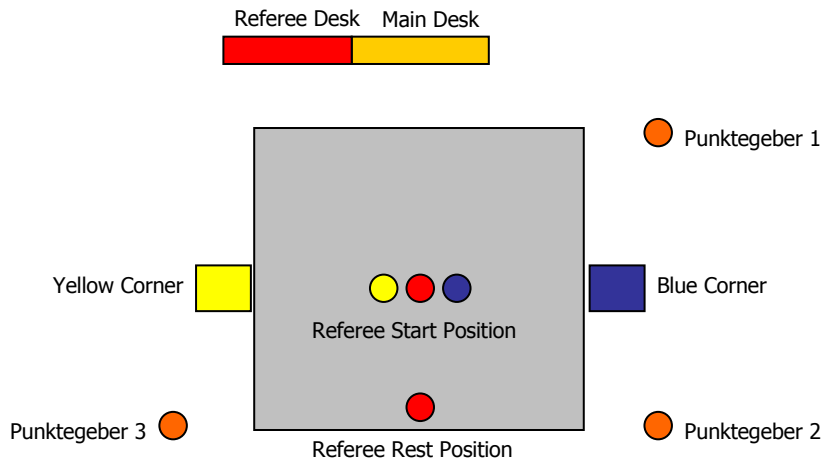 Referee Desk
Main Desk
Punktegeber 1
Yellow Corner
Blue Corner
Referee Start Position
Punktegeber 3
Punktegeber 2
Referee Rest Position